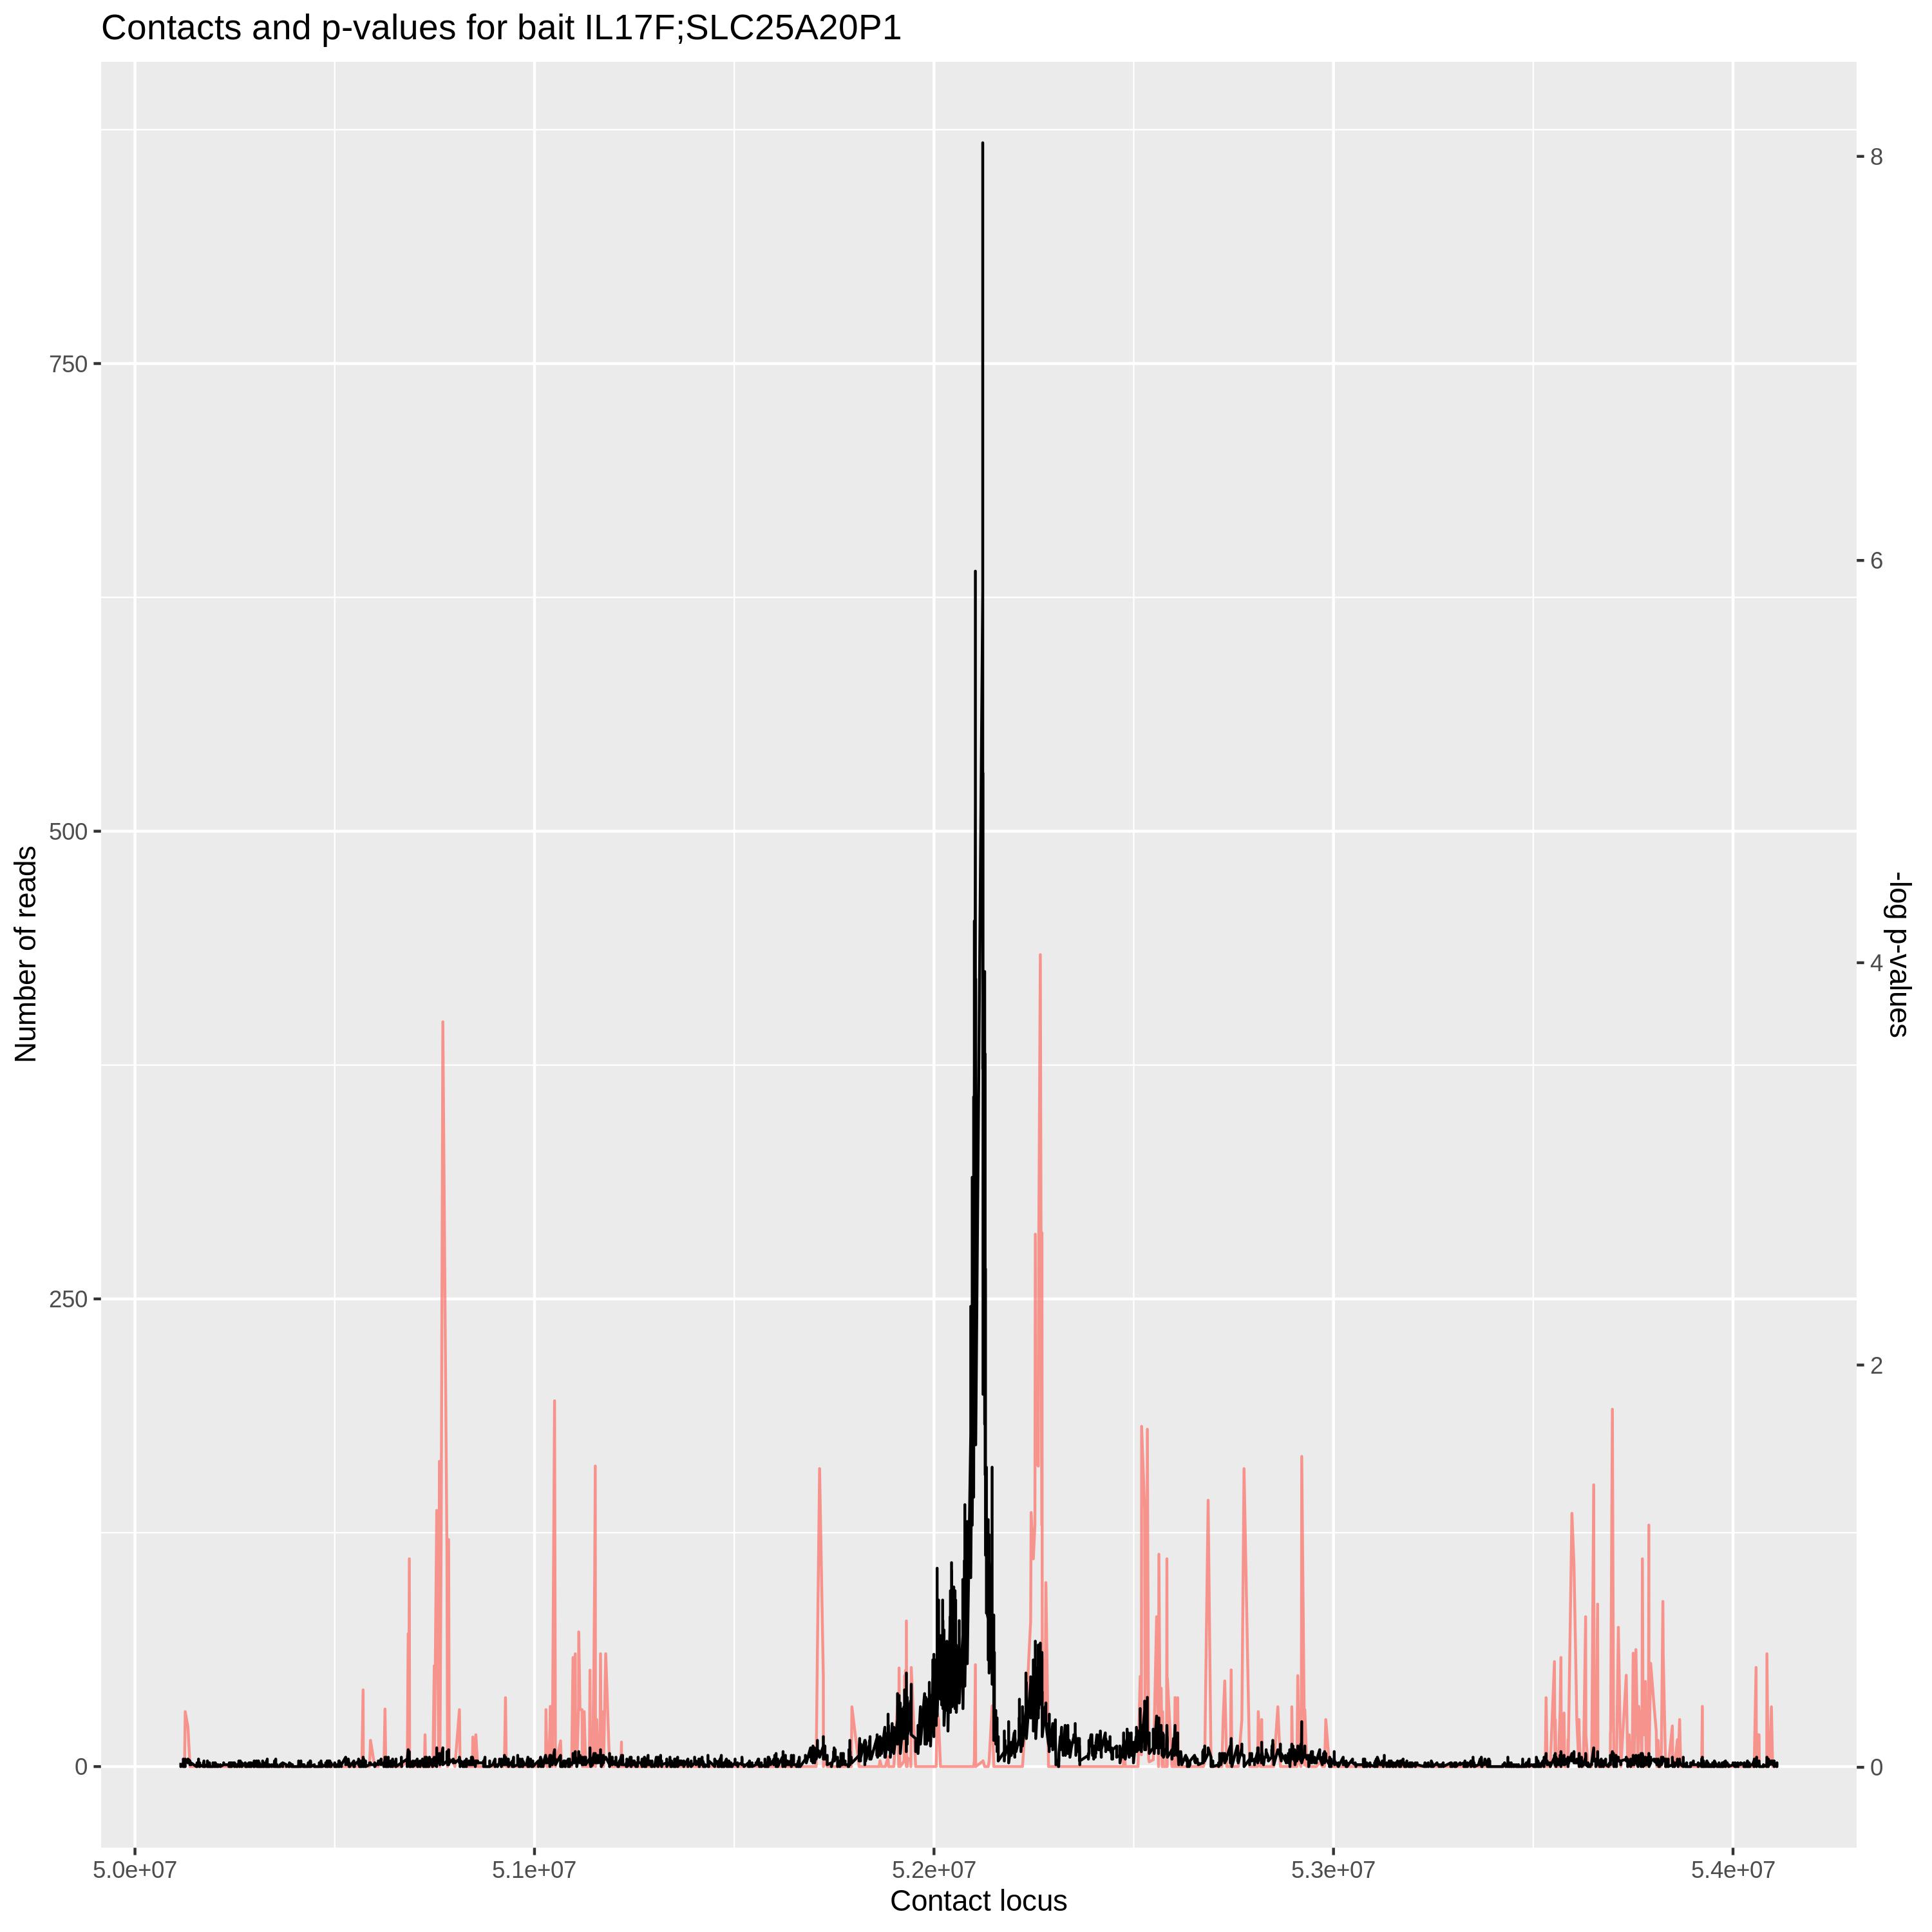 Contacts and p-values for bait IL17F;SLC25A20P1
Number of reads
750
500
250
0
8
6
4
2
0
-log p-values
5.0e+07
5.1e+07
5.2e+07
5.3e+07
5.4e+07
Contact locus